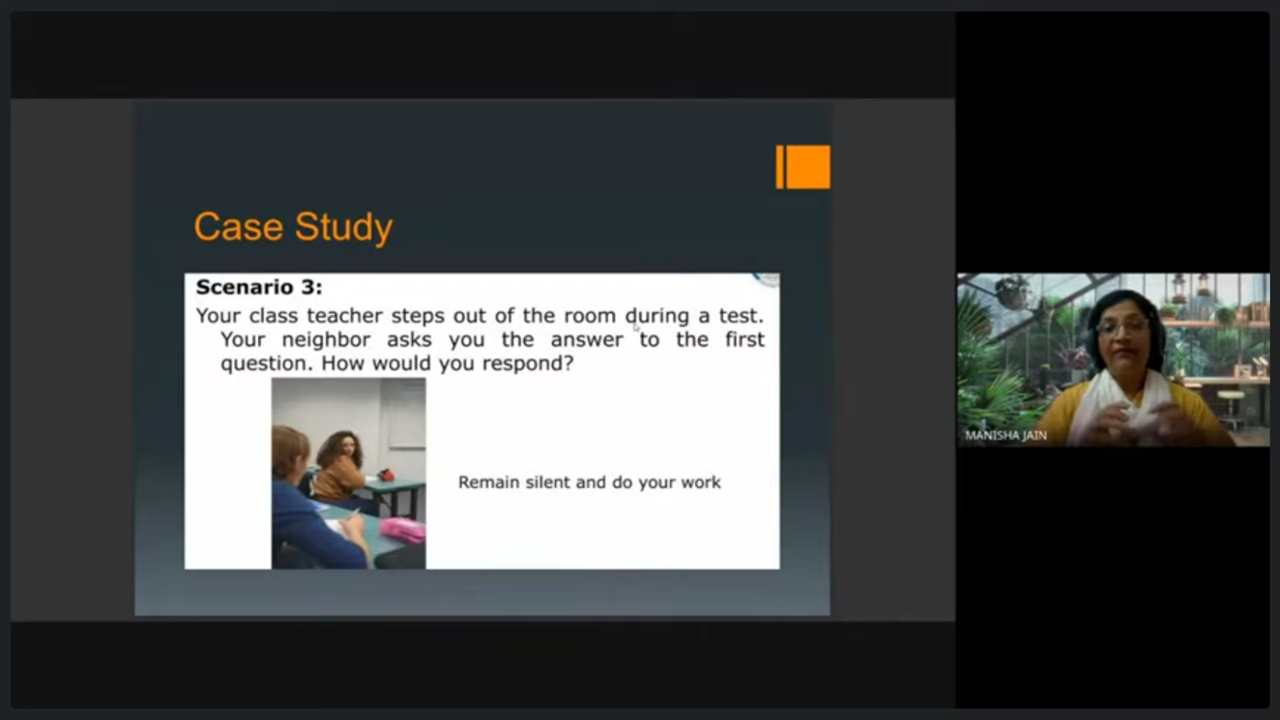 Case Study
Scenario 3:
Your class teacher steps out of the room during a test.
Your neighbor asks you the answer to the first
question. How would you respond?
Remain silent and do your work
MANISHA JAIN